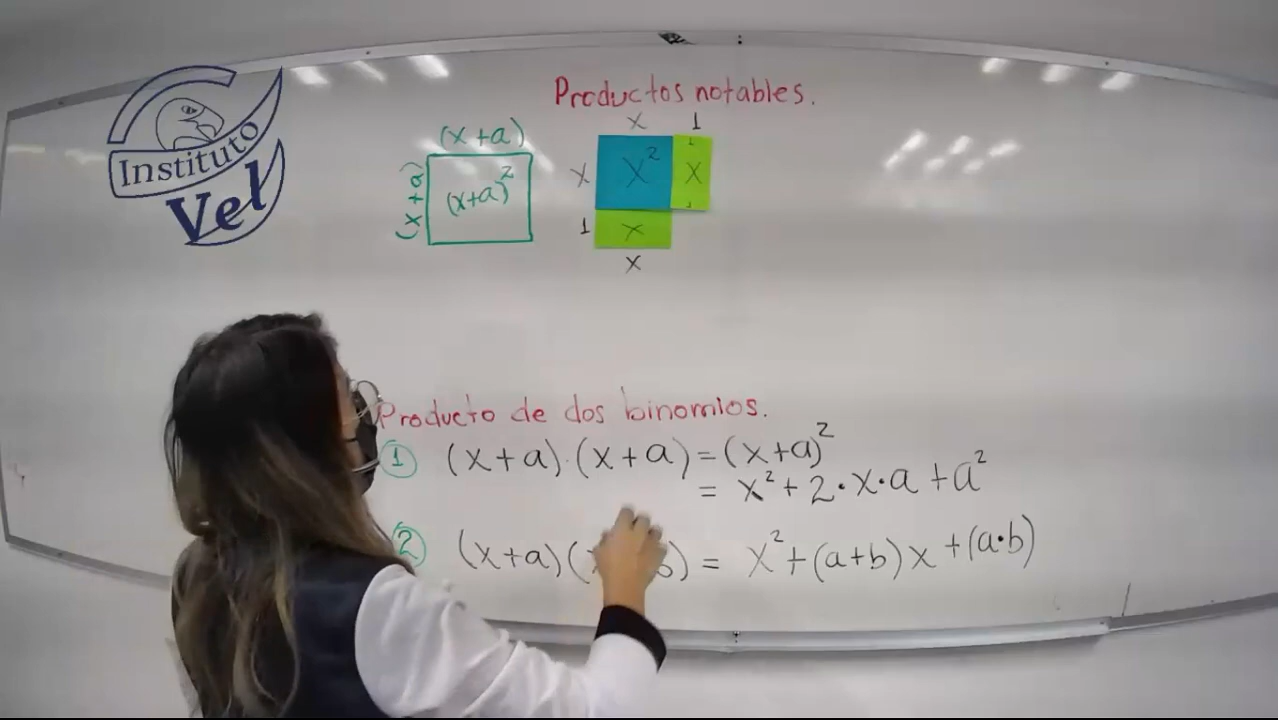 Instituto
Vel
Productos notables.
(x+a)
(x+a)
(x+a)²
x 1
x x² x
1 x
x
Producto de dos binomios.
① (x+a)·(x+a)=(x+a)²
= x²+2·x·a+a²
② (x+a)( b) = x²+(a+b)x+(a·b)